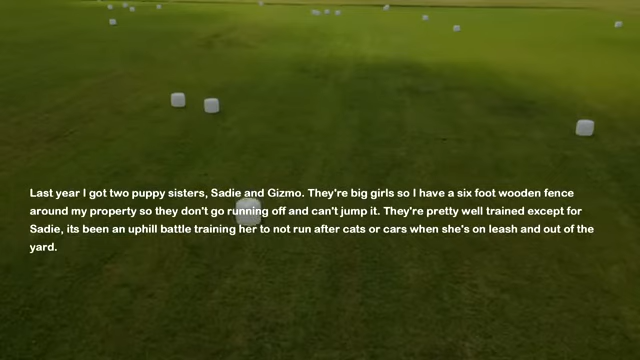 Last year I got two puppy sisters, Sadie and Gizmo. They're big girls so I have a six foot wooden fence
around my property so they don't go running off and can't jump it. They're pretty well trained except for
Sadie, its been an uphill battle training her to not run after cats or cars when she's on leash and out of the
yard.